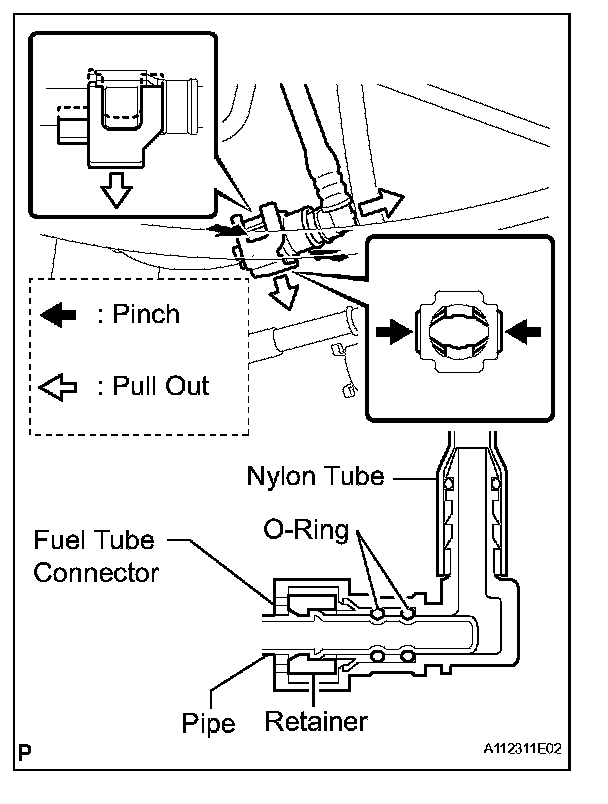 : Pinch
: Pull Out
Nylon Tube
O-Ring
Fuel Tube
Connector
Pipe
Retainer
P
A112311E02